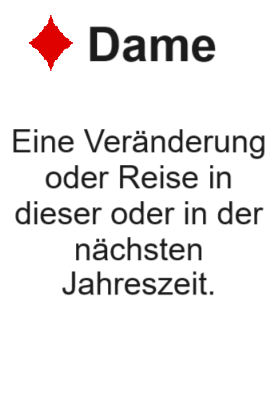 Dame
Eine Veränderung
oder Reise in
dieser oder in der
nächsten
Jahreszeit.